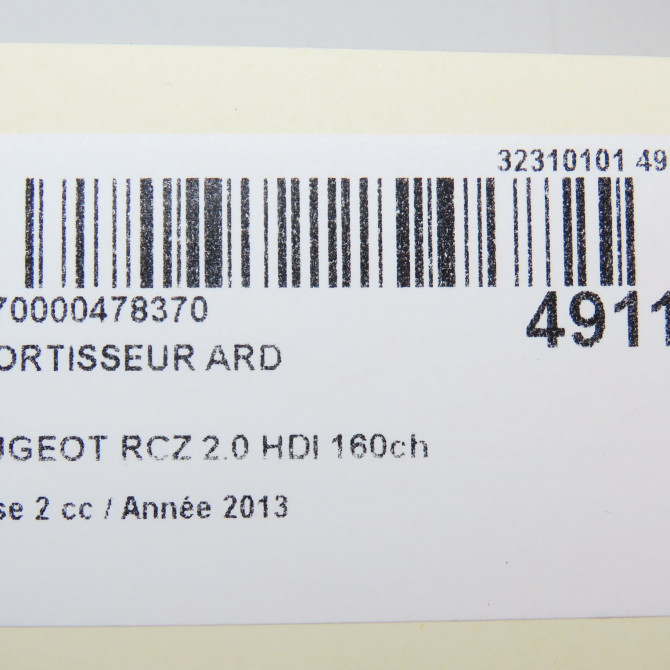 32310101 49
70000478370
4911
ORTISSEUR ARD
UGEOT RCZ 2.0 HDI 160ch
se 2 cc / Année 2013